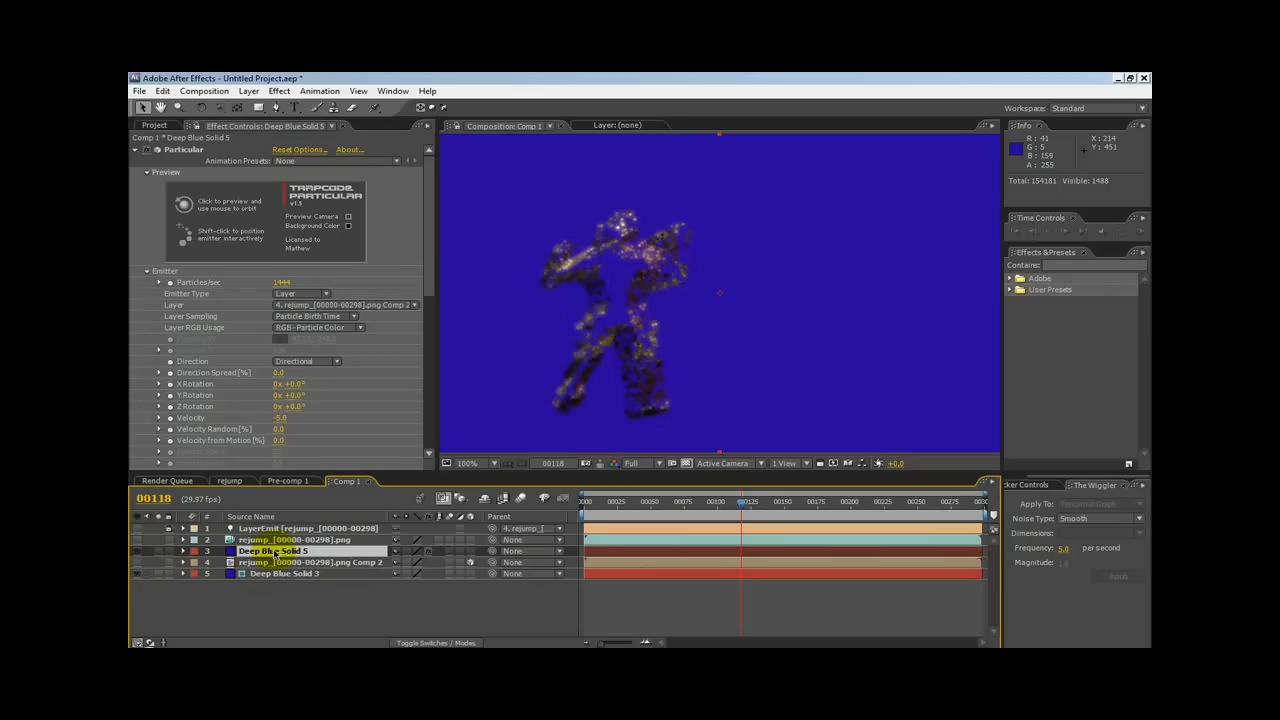 Adobe After Effects - Untitled Project.aep *
File Edit Composition Layer Effect Animation View Window Help
Workspace: Standard
Project Effect Controls: Deep Blue Solid 5
Composition: Comp 1 Layer: (none)
Info
Comp 1 * Deep Blue Solid 5
Particular Reset Options... About...
Animation Presets: None
Preview
Click to preview and
use mouse to orbit
Shift-click to position
emitter interactively
TRAPCODE
PARTICULAR
v1.5
Preview Camera
Background Color
Licensed to
Mathew
Emitter
Particles/sec 1444
Emitter Type Layer
Layer 4. rejump_[00000-00298].png Comp 2
Layer Sampling Particle Birth Time
Layer RGB Usage RGB - Particle Color
Direction Directional
Direction Spread [%] 0.0
X Rotation 0x +0.0°
Y Rotation 0x +0.0°
Z Rotation 0x +0.0°
Velocity -5.0
Velocity Random [%] 0.0
Velocity from Motion [%] 0.0
R : 41
G : 5
B : 159
A : 255
X : 214
Y : 451
Total: 154181 Visible: 1488
Time Controls
Effects & Presets
Contains:
Adobe
User Presets
100% 00118 Full Active Camera 1 View +0.0
Render Queue rejump Pre-comp 1 Comp 1
00118 (29.97 fps)
0000 00025 00050 00075 00100 00125 00150 00175 00200 00225 00250 00275 0030
# Source Name Parent
1 LayerEmit [rejump_[00000-00298] 4. rejump_[...
2 rejump_[00000-00298].png None
3 Deep Blue Solid 5 None
4 rejump_[00000-00298].png Comp 2 None
5 Deep Blue Solid 3 None
Toggle Switches / Modes
cker Controls The Wiggler
Apply To: Temporal Graph
Noise Type: Smooth
Dimensions:
Frequency: 5.0 per second
Magnitude:
Apply